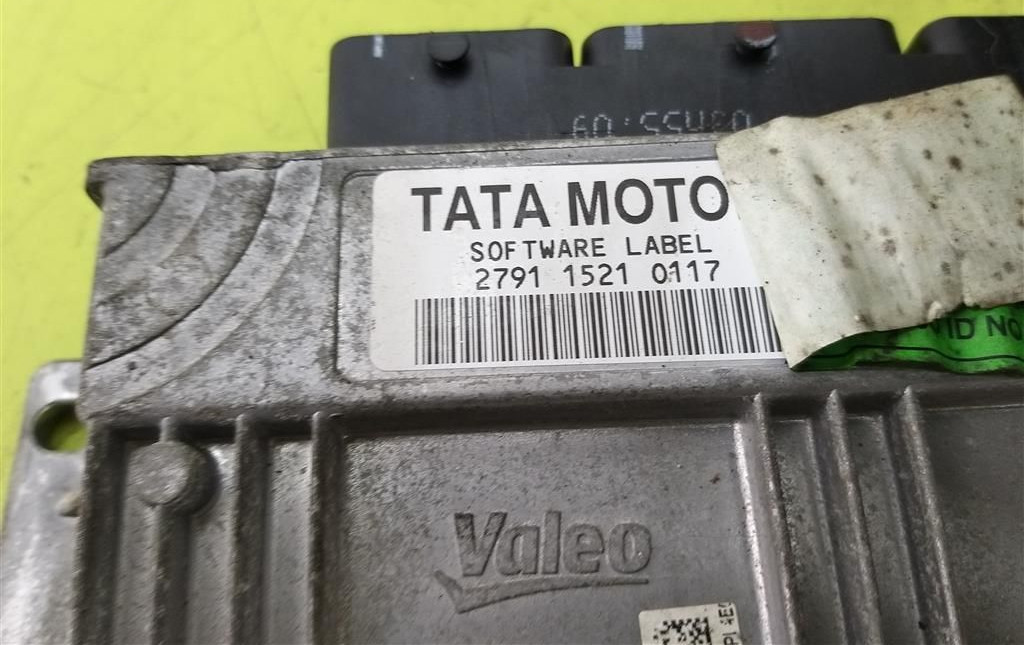 TATA MOTO
SOFTWARE LABEL
2791 1521 0117
Valeo